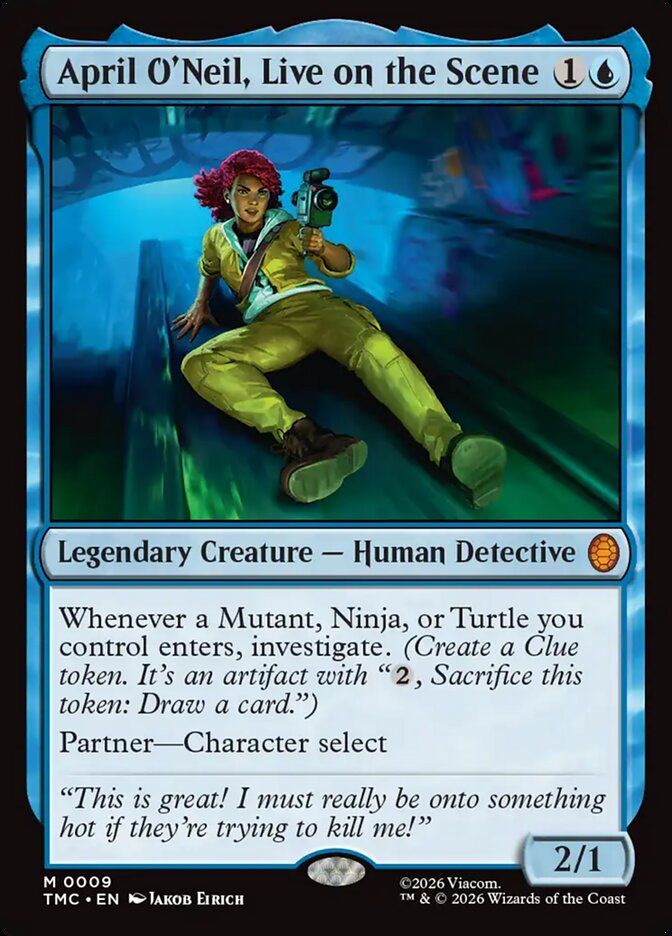 April O'Neil, Live on the Scene 1
Legendary Creature — Human Detective
Whenever a Mutant, Ninja, or Turtle you
control enters, investigate. (Create a Clue
token. It's an artifact with “2, Sacrifice this
token: Draw a card.”)
Partner—Character select
“This is great! I must really be onto something
hot if they're trying to kill me!”
2/1
M 0009
TMC • EN Jakob Eirich
©2026 Viacom.
™ & © 2026 Wizards of the Coast